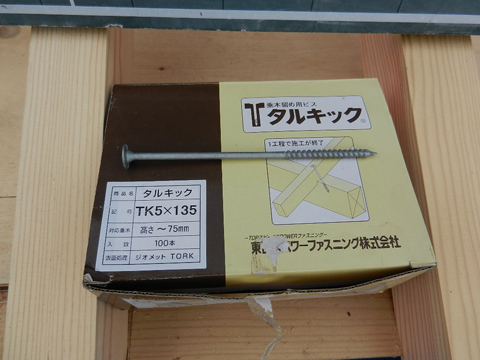 垂木留め用ビス
タルキック®
1工程で施工が終了
商品名 タルキック
記号 TK5×135
対応垂木 高さ〜75mm
入数 100本
表面処理 ジオメット TORK
パワーファスニング株式会社